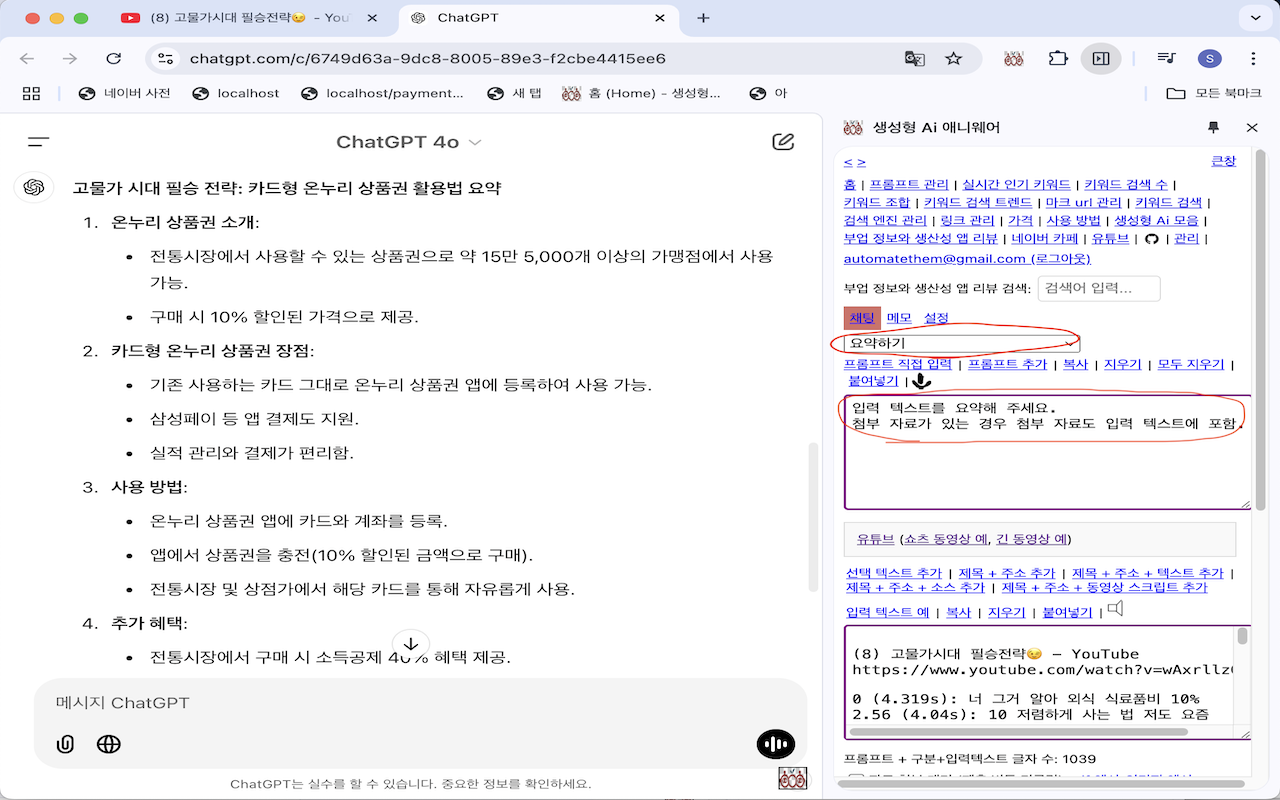 (8) 고물가시대 필승전략😉 - You
ChatGPT
chatgpt.com/c/6749d63a-9dc8-8005-89e3-f2cbe4415ee6
S
네이버 사전
localhost
localhost/payment...
새 탭
홈 (Home) - 생성형...
아
모든 북마크
ChatGPT 4o
고물가 시대 필승 전략: 카드형 온누리 상품권 활용법 요약
1. 온누리 상품권 소개:
• 전통시장에서 사용할 수 있는 상품권으로 약 15만 5,000개 이상의 가맹점에서 사용
가능.
• 구매 시 10% 할인된 가격으로 제공.
2. 카드형 온누리 상품권 장점:
• 기존 사용하는 카드 그대로 온누리 상품권 앱에 등록하여 사용 가능.
• 삼성페이 등 앱 결제도 지원.
• 실적 관리와 결제가 편리함.
3. 사용 방법:
• 온누리 상품권 앱에 카드와 계좌를 등록.
• 앱에서 상품권을 충전(10% 할인된 금액으로 구매).
• 전통시장 및 상점가에서 해당 카드를 통해 자유롭게 사용.
4. 추가 혜택:
• 전통시장에서 구매 시 소득공제 40% 혜택 제공.
메시지 ChatGPT
ChatGPT는 실수를 할 수 있습니다. 중요한 정보를 확인하세요.
생성형 Ai 애니웨어
< >
큰창
홈 | 프롬프트 관리 | 실시간 인기 키워드 | 키워드 검색 수 |
키워드 조합 | 키워드 검색 트렌드 | 마크 url 관리 | 키워드 검색 |
검색 엔진 관리 | 링크 관리 | 가격 | 사용 방법 | 생성형 Ai 모음 |
부업 정보와 생산성 앱 리뷰 | 네이버 카페 | 유튜브 | | 관리 |
automatethem@gmail.com (로그아웃)
부업 정보와 생산성 앱 리뷰 검색: 검색어 입력...
채팅 메모 설정
요약하기
프롬프트 직접 입력 | 프롬프트 추가 | 복사 | 지우기 | 모두 지우기 |
붙여넣기 |
입력 텍스트를 요약해 주세요.
첨부 자료가 있는 경우 첨부 자료도 입력 텍스트에 포함.
유튜브 (쇼츠 동영상 예, 긴 동영상 예)
선택 텍스트 추가 | 제목 + 주소 추가 | 제목 + 주소 + 텍스트 추가 |
제목 + 주소 + 소스 추가 | 제목 + 주소 + 동영상 스크립트 추가
입력 텍스트 예 | 복사 | 지우기 | 붙여넣기 |
(8) 고물가시대 필승전략😉 - YouTube
https://www.youtube.com/watch?v=wAxrllz
0 (4.319s): 너 그거 알아 외식 식료품비 10%
2.56 (4.04s): 10 저렴하게 사는 법 저도 요즘
프롬프트 + 구분+입력텍스트 글자 수: 1039